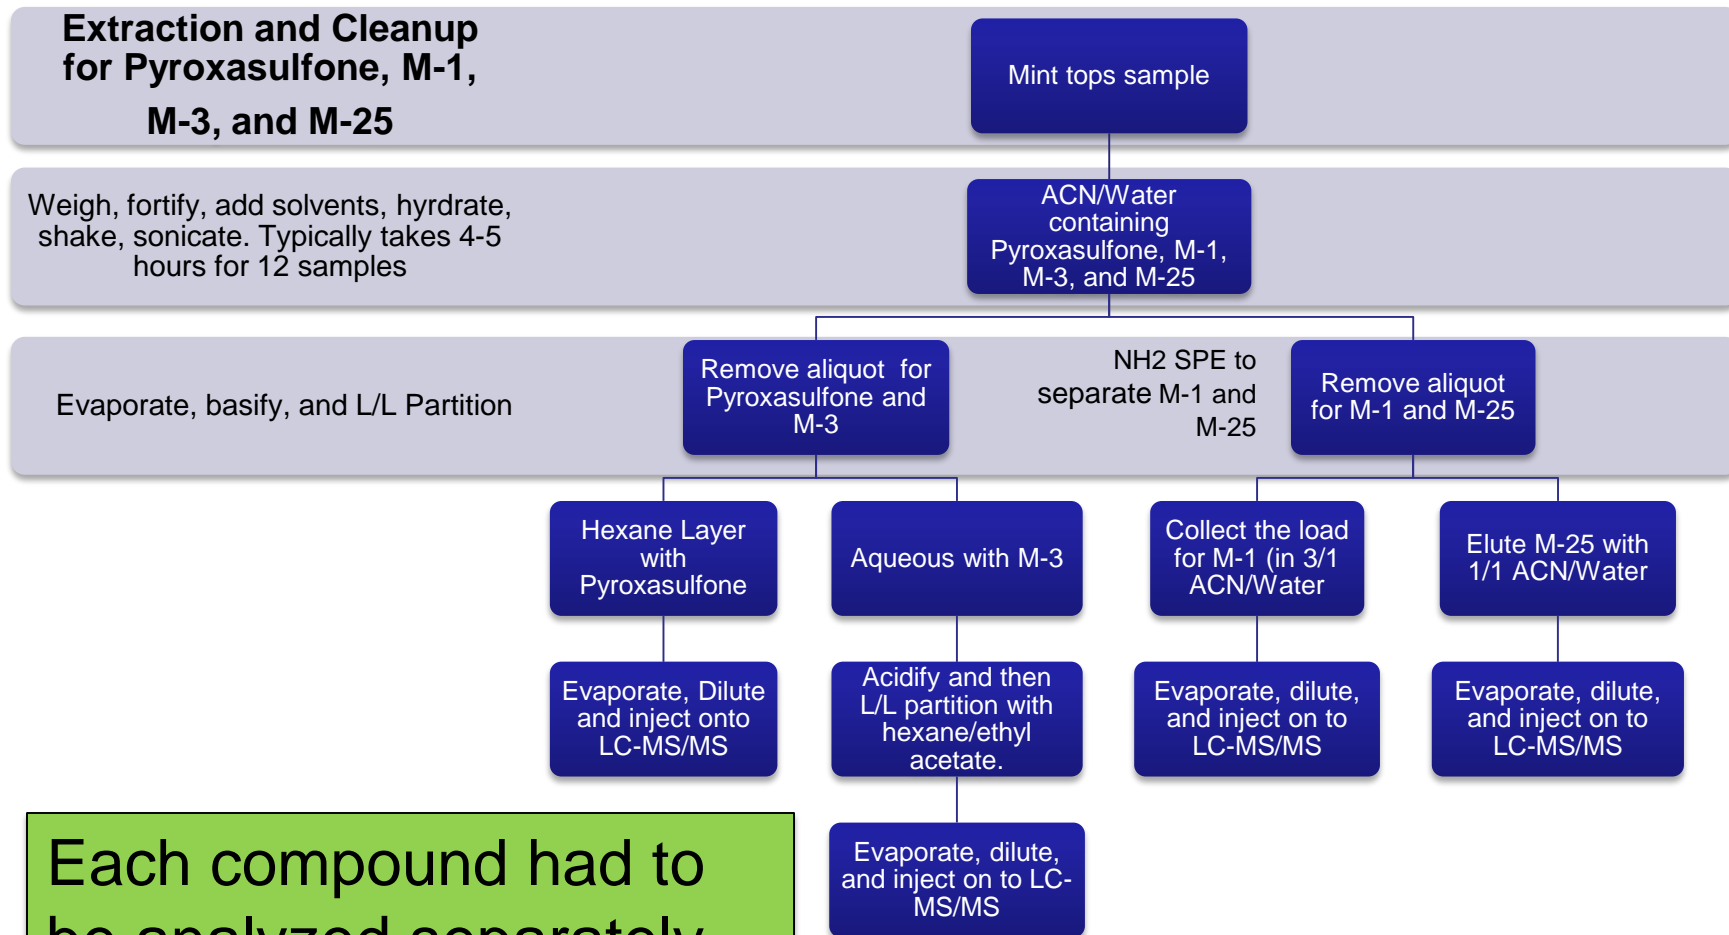 Extraction and Cleanup
for Pyroxasulfone, M-1,
M-3, and M-25
Mint tops sample
Weigh, fortify, add solvents, hyrdrate,
shake, sonicate. Typically takes 4-5
hours for 12 samples
ACN/Water
containing
Pyroxasulfone, M-1,
M-3, and M-25
Evaporate, basify, and L/L Partition
Remove aliquot for
Pyroxasulfone and
M-3
NH2 SPE to
separate M-1 and
M-25
Remove aliquot
for M-1 and M-25
Hexane Layer
with
Pyroxasulfone
Aqueous with M-3
Collect the load
for M-1 (in 3/1
ACN/Water
Elute M-25 with
1/1 ACN/Water
Evaporate, Dilute
and inject onto
LC-MS/MS
Acidify and then
L/L partition with
hexane/ethyl
acetate.
Evaporate, dilute,
and inject on to
LC-MS/MS
Evaporate, dilute,
and inject on to
LC-MS/MS
Evaporate, dilute,
and inject on to LC-
MS/MS
Each compound had to
be analyzed separately